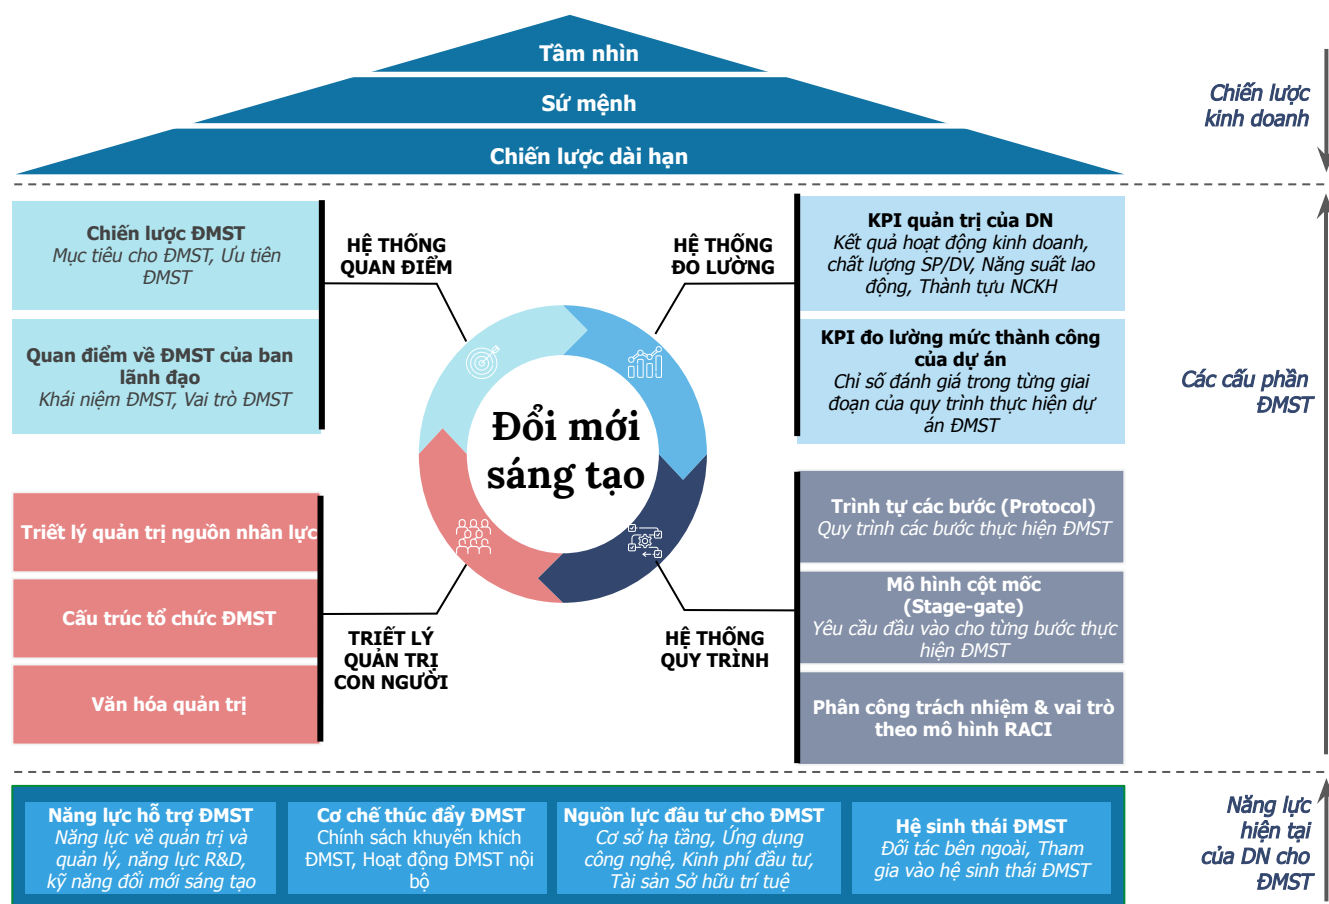 Tầm nhìn
Sứ mệnh
Chiến lược dài hạn
Chiến lược
kinh doanh
Chiến lược ĐMST
Mục tiêu cho ĐMST, Ưu tiên
ĐMST
Quan điểm về ĐMST của ban
lãnh đạo
Khái niệm ĐMST, Vai trò ĐMST
HỆ THỐNG
QUAN ĐIỂM
HỆ THỐNG
ĐO LƯỜNG
KPI quản trị của DN
Kết quả hoạt động kinh doanh,
chất lượng SP/DV, Năng suất lao
động, Thành tựu NCKH
KPI đo lường mức thành công
của dự án
Chỉ số đánh giá trong từng giai
đoạn của quy trình thực hiện dự
án ĐMST
Các cấu phần
ĐMST
Đổi mới
sáng tạo
Triết lý quản trị nguồn nhân lực
Cấu trúc tổ chức ĐMST
Văn hóa quản trị
TRIẾT LÝ
QUẢN TRỊ
CON NGƯỜI
HỆ THỐNG
QUY TRÌNH
Trình tự các bước (Protocol)
Quy trình các bước thực hiện ĐMST
Mô hình cột mốc
(Stage-gate)
Yêu cầu đầu vào cho từng bước thực
hiện ĐMST
Phân công trách nhiệm & vai trò
theo mô hình RACI
Năng lực hỗ trợ ĐMST
Năng lực về quản trị và
quản lý, năng lực R&D,
kỹ năng đổi mới sáng tạo
Cơ chế thúc đẩy ĐMST
Chính sách khuyến khích
ĐMST, Hoạt động ĐMST nội
bộ
Nguồn lực đầu tư cho ĐMST
Cơ sở hạ tầng, Ứng dụng
công nghệ, Kinh phí đầu tư,
Tài sản Sở hữu trí tuệ
Hệ sinh thái ĐMST
Đối tác bên ngoài, Tham
gia vào hệ sinh thái ĐMST
Năng lực
hiện tại
của DN cho
ĐMST